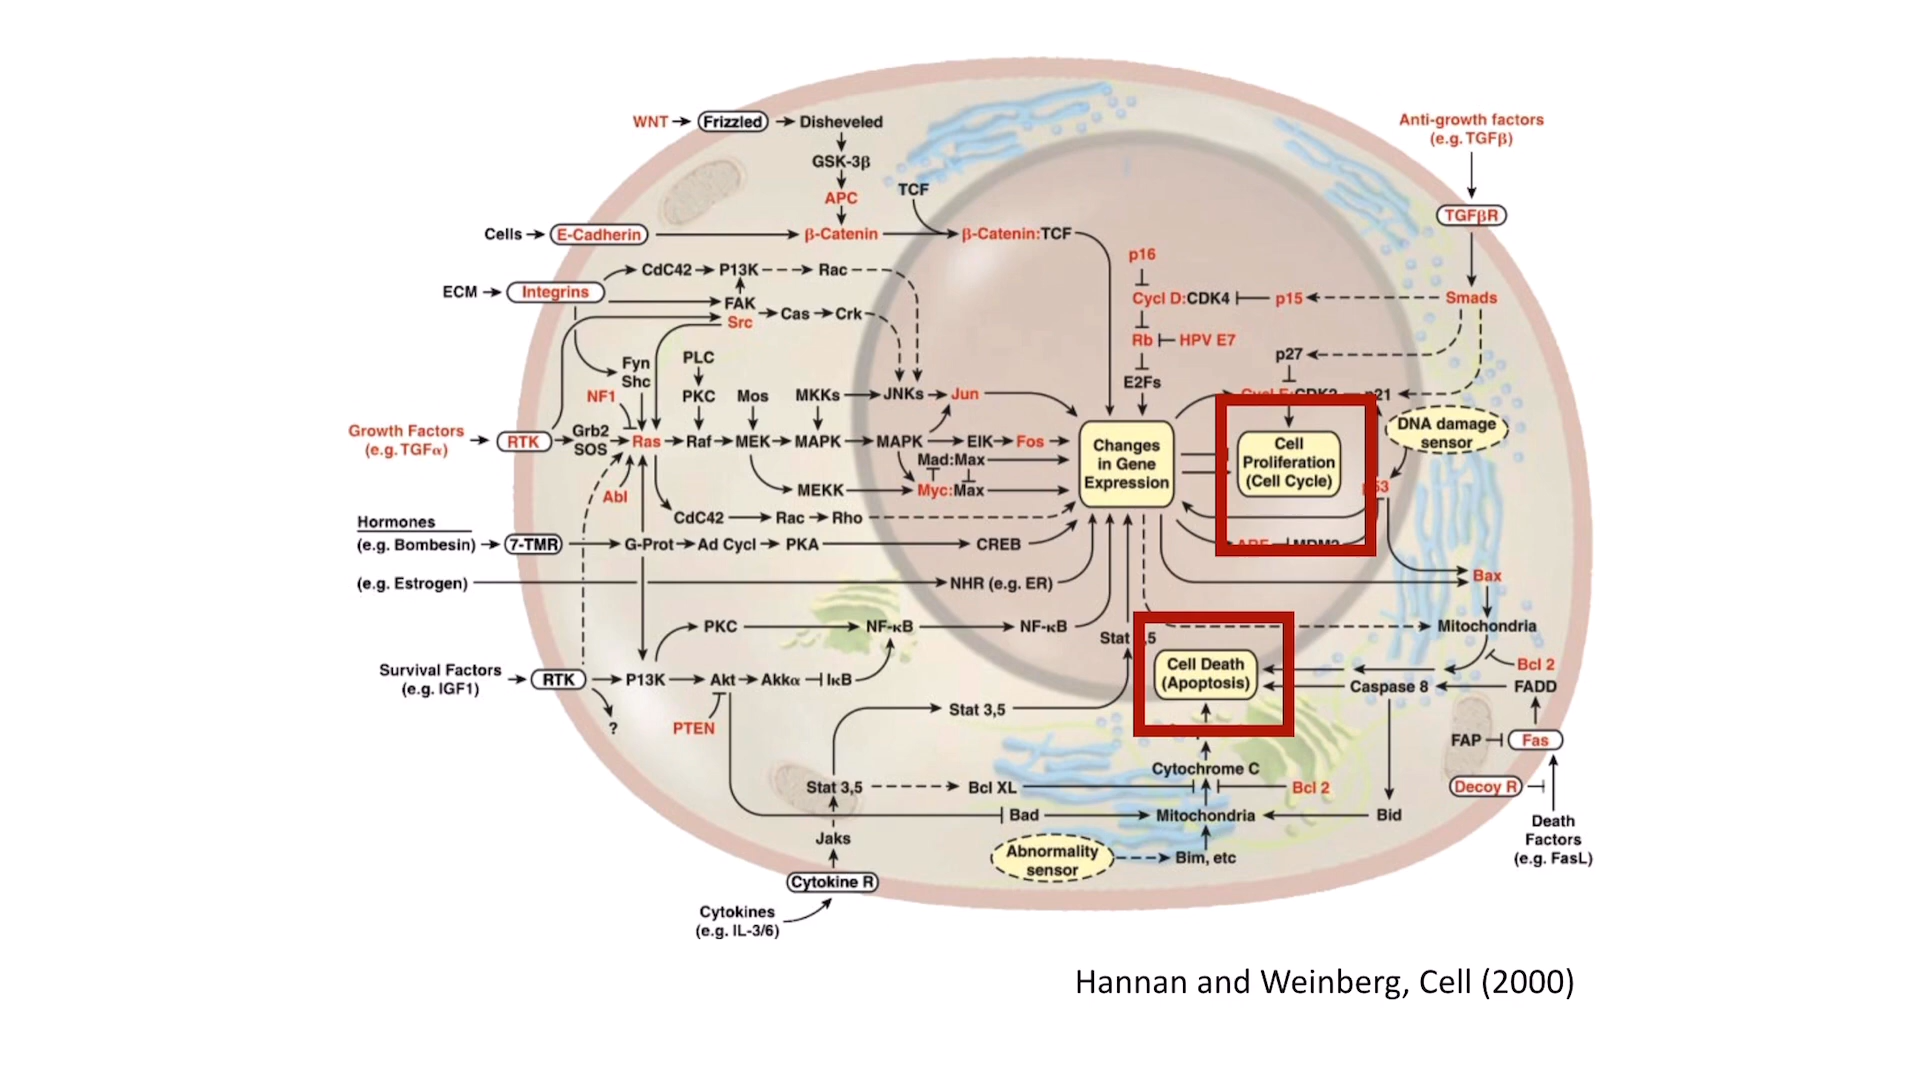 WNT
Frizzled
Disheveled
GSK-3β
APC
TCF
Cells
E-Cadherin
β-Catenin
β-Catenin:TCF
ECM
Integrins
CdC42
P13K
Rac
FAK
Src
Cas
Crk
Fyn
Shc
NF1
PLC
PKC
Mos
MKKs
JNKs
Jun
Growth Factors
(e.g. TGFα)
RTK
Grb2
SOS
Ras
Raf
MEK
MAPK
MAPK
EIK
Fos
Mad:Max
Abl
MEKK
Myc:Max
CdC42
Rac
Rho
Hormones
(e.g. Bombesin)
7-TMR
G-Prot
Ad Cycl
PKA
CREB
(e.g. Estrogen)
NHR (e.g. ER)
PKC
NF-κB
NF-κB
Survival Factors
(e.g. IGF1)
RTK
P13K
Akt
Akkα
IκB
?
PTEN
Stat 3,5
Stat 3,5
Bcl XL
Bad
Jaks
Cytokine R
Cytokines
(e.g. IL-3/6)
Abnormality
sensor
Bim, etc
Mitochondria
Cytochrome C
Bcl 2
Bid
Stat
,5
Changes
in Gene
Expression
p16
Cycl D:CDK4
p15
Rb
HPV E7
E2Fs
p27
Anti-growth factors
(e.g. TGFβ)
TGFβR
Smads
DNA damage
sensor
Cell
Proliferation
(Cell Cycle)
Bax
Mitochondria
Bcl 2
Cell Death
(Apoptosis)
Caspase 8
FADD
FAP
Fas
Decoy R
Death
Factors
(e.g. FasL)
Hannan and Weinberg, Cell (2000)